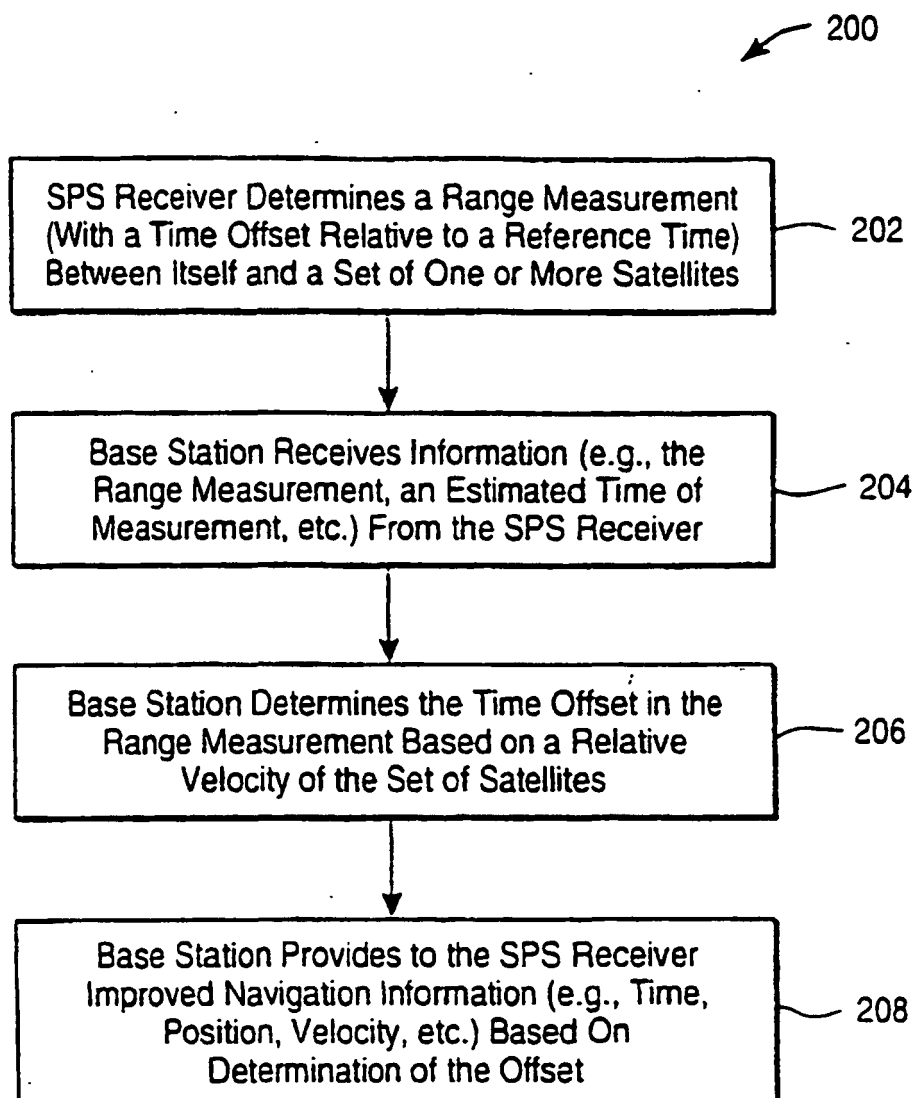 200
SPS Receiver Determines a Range Measurement
(With a Time Offset Relative to a Reference Time)
Between Itself and a Set of One or More Satellites
202
Base Station Receives Information (e.g., the
Range Measurement, an Estimated Time of
Measurement, etc.) From the SPS Receiver
204
Base Station Determines the Time Offset in the
Range Measurement Based on a Relative
Velocity of the Set of Satellites
206
Base Station Provides to the SPS Receiver
Improved Navigation Information (e.g., Time,
Position, Velocity, etc.) Based On
Determination of the Offset
208